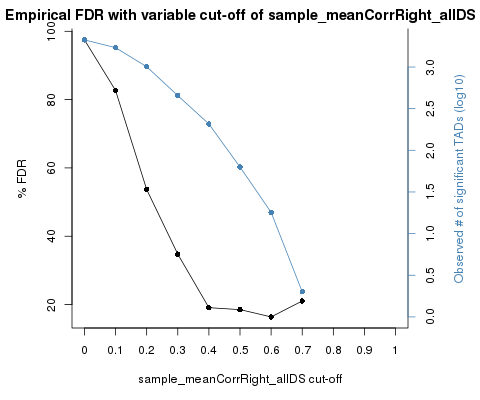 Empirical FDR with variable cut-off of sample_meanCorrRight_allDS
100
80
60
40
20
% FDR
3.0
2.5
2.0
1.5
1.0
0.5
0.0
Observed # of significant TADs (log10)
0 0.1 0.2 0.3 0.4 0.5 0.6 0.7 0.8 0.9 1
sample_meanCorrRight_allDS cut-off